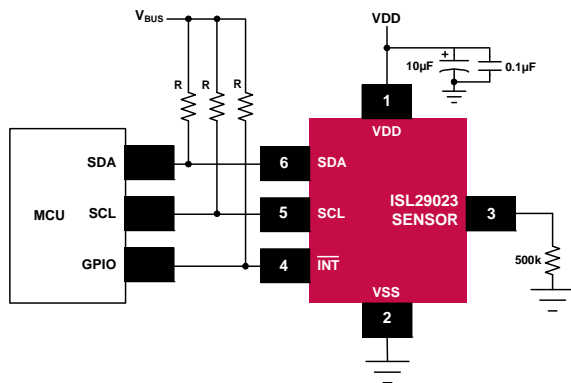 V_BUS
VDD
R R R
10µF
0.1µF
+
1
VDD
MCU
SDA
6
SDA
SCL
5
SCL
GPIO
4
INT
ISL29023
SENSOR
3
500k
VSS
2